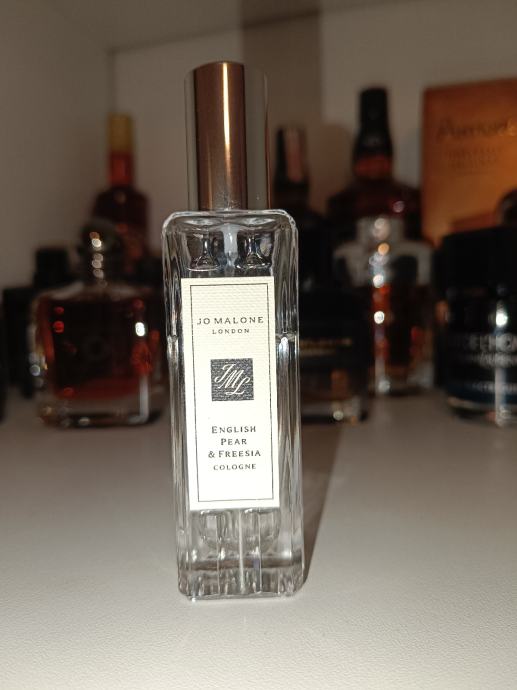 JO MALONE
LONDON
JML
ENGLISH
PEAR
& FREESIA
COLOGNE